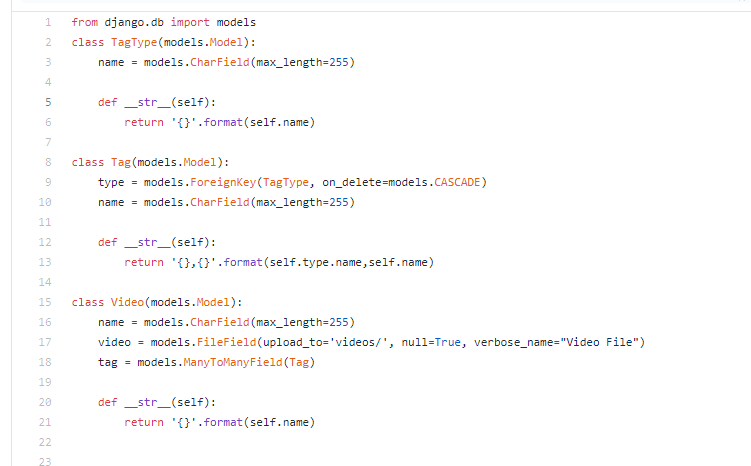 1 from django.db import models
2 class TagType(models.Model):
3     name = models.CharField(max_length=255)
4
5     def __str__(self):
6         return '{}'.format(self.name)
7
8 class Tag(models.Model):
9     type = models.ForeignKey(TagType, on_delete=models.CASCADE)
10     name = models.CharField(max_length=255)
11
12     def __str__(self):
13         return '{},{}'.format(self.type.name,self.name)
14
15 class Video(models.Model):
16     name = models.CharField(max_length=255)
17     video = models.FileField(upload_to='videos/', null=True, verbose_name="Video File")
18     tag = models.ManyToManyField(Tag)
19
20     def __str__(self):
21         return '{}'.format(self.name)
22
23